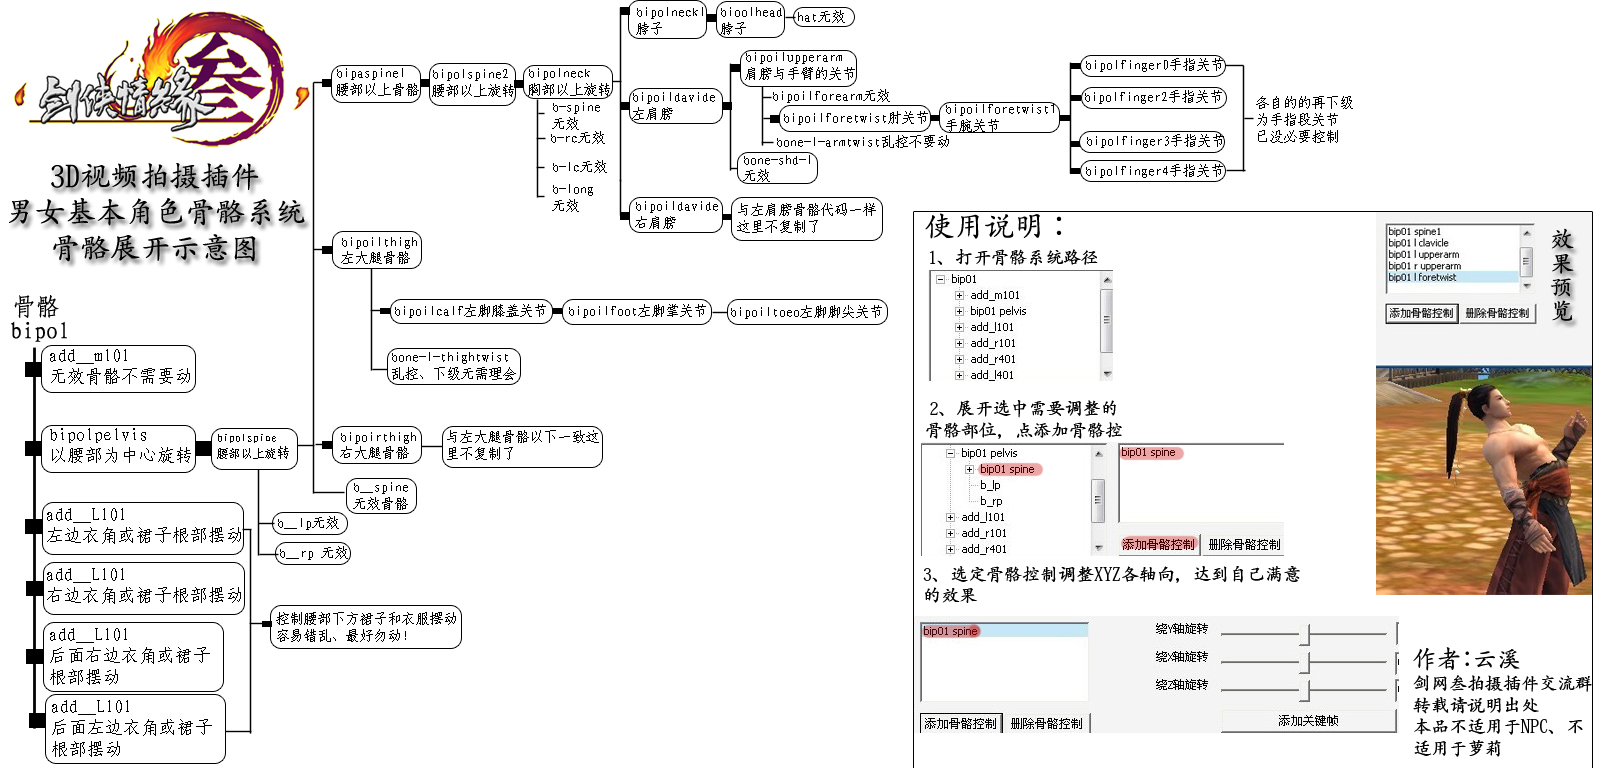 剑侠情缘
叁
3D视频拍摄插件
男女基本角色骨骼系统
骨骼展开示意图
骨骼
bipol
add__ml01
无效骨骼不需要动
bipolpelvis
以腰部为中心旋转
add__L101
左边衣角或裙子根部摆动
add__L101
右边衣角或裙子根部摆动
add__L101
后面右边衣角或裙子
根部摆动
add__L101
后面左边衣角或裙子
根部摆动
控制腰部下方裙子和衣服摆动
容易错乱、最好勿动!
bipolspine
腰部以上旋转
b__lp无效
b__rp 无效
bipaspinel
腰部以上骨骼
bipolspine2
腰部以上旋转
bipolneck
胸部以上旋转
b-spine
无效
b-rc无效
b-lc无效
b-long
无效
bipolneckl
脖子
bioolhead
脖子
hat无效
bipoildavide
左肩膀
bipoilupperarm
肩膀与手臂的关节
bipoilforearm无效
bipoilforetwist肘关节
bone-l-armtwist乱控不要动
bone-shd-l
无效
bipoilforetwist1
手腕关节
bipolfinger0手指关节
bipolfinger2手指关节
bipolfinger3手指关节
bipolfinger4手指关节
各自的的再下级
为手指段关节
已没必要控制
bipoildavide
右肩膀
与左肩膀骨骼代码一样
这里不复制了
bipoilthigh
左大腿骨骼
bipoilcalf左脚膝盖关节
bipoilfoot左脚掌关节
bipoiltoeo左脚脚尖关节
bone-l-thightwist
乱控、下级无需理会
bipoirthigh
右大腿骨骼
与左大腿骨骼以下一致这
里不复制了
b__spine
无效骨骼
使用说明：
1、打开骨骼系统路径
bip01
add_m101
bip01 pelvis
add_l101
add_r101
add_r401
add_l401
2、展开选中需要调整的
骨骼部位，点添加骨骼控
bip01 pelvis
bip01 spine
b_lp
b_rp
add_l101
add_r101
add_r401
bip01 spine
添加骨骼控制
删除骨骼控制
3、选定骨骼控制调整XYZ各轴向，达到自己满意
的效果
bip01 spine
添加骨骼控制
删除骨骼控制
绕Y轴旋转
绕X轴旋转
绕Z轴旋转
添加关键帧
bip01 spine1
bip01 l clavicle
bip01 l upperarm
bip01 r upperarm
bip01 l foretwist
添加骨骼控制
删除骨骼控制
效果预览
作者:云溪
剑网叁拍摄插件交流群
转载请说明出处
本品不适用于NPC、不
适用于萝莉